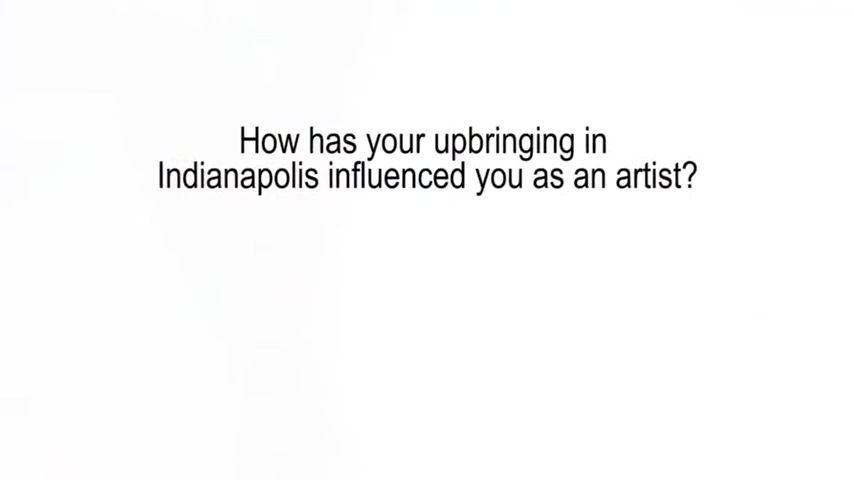 How has your upbringing in
Indianapolis influenced you as an artist?